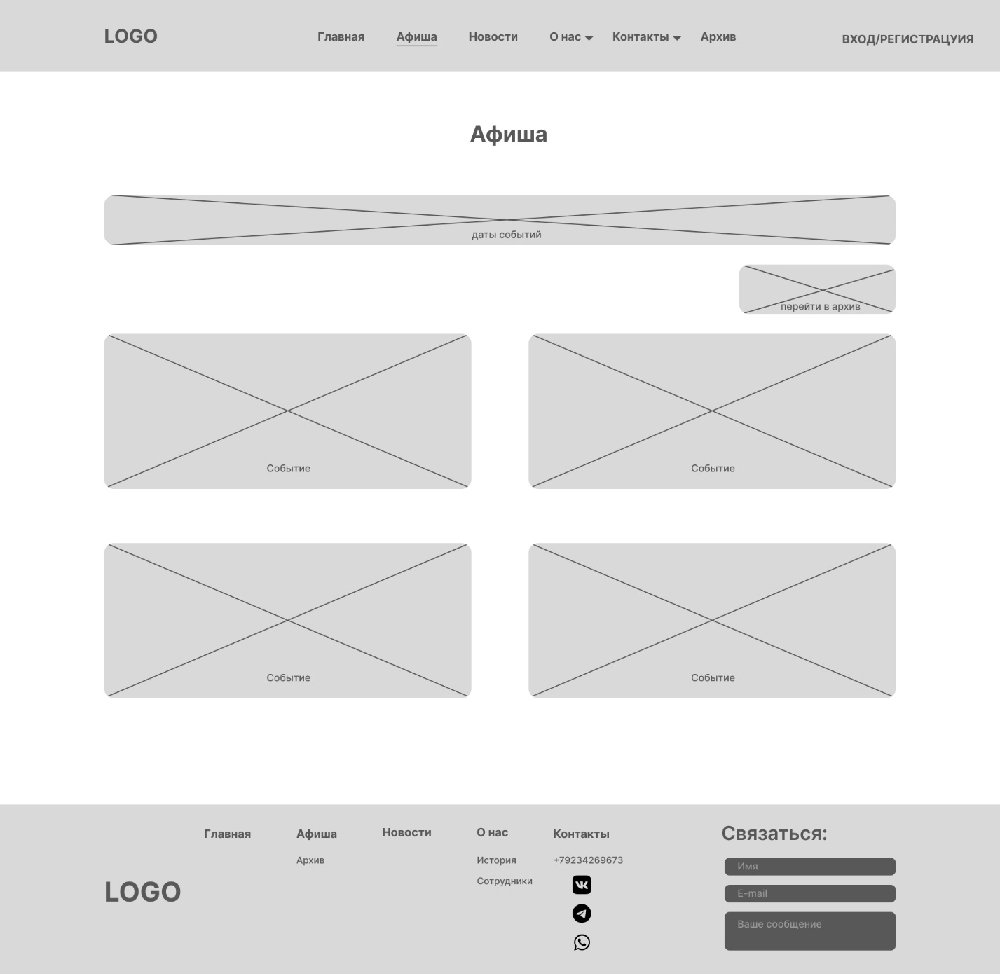 LOGO
Главная Афиша Новости О нас Контакты Архив
ВХОД/РЕГИСТРАЦУИЯ
Афиша
даты событий
перейти в архив
Событие
Событие
Событие
Событие
LOGO
Главная
Афиша
Архив
Новости
О нас
История
Сотрудники
Контакты
+79234269673
Связаться:
Имя
E-mail
Ваше сообщение